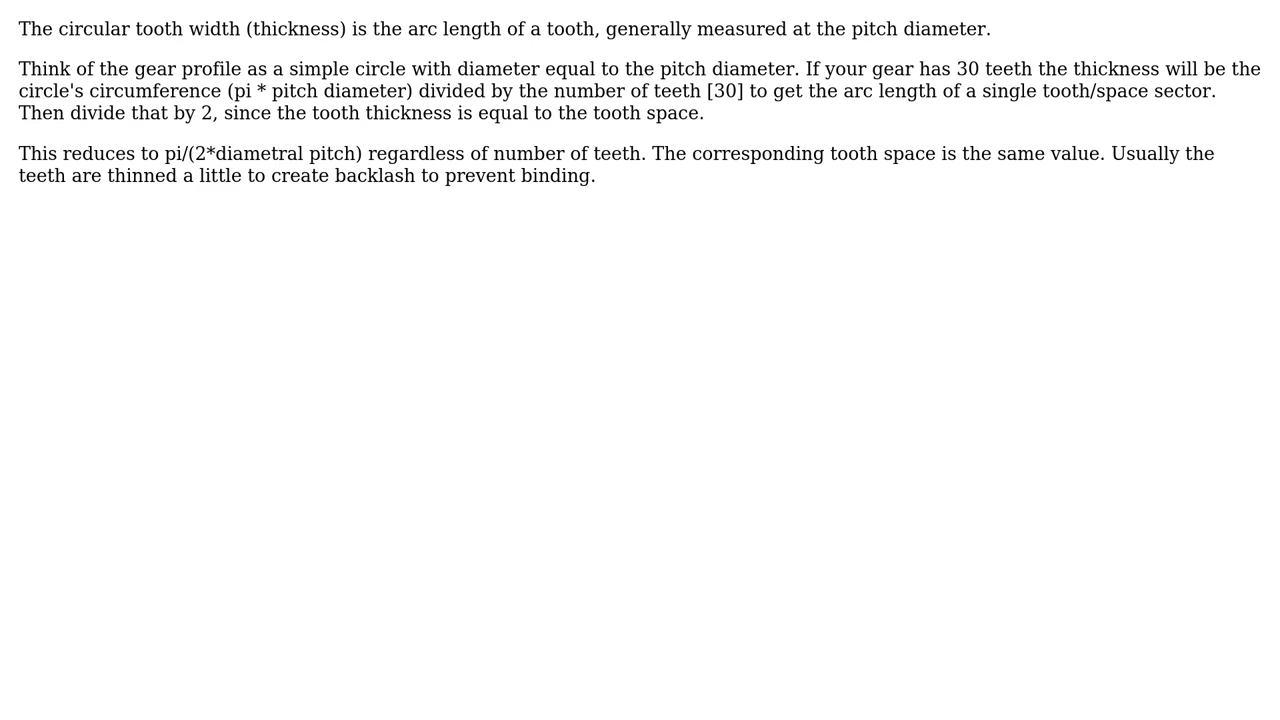 The circular tooth width (thickness) is the arc length of a tooth, generally measured at the pitch diameter.
Think of the gear profile as a simple circle with diameter equal to the pitch diameter. If your gear has 30 teeth the thickness will be the
circle's circumference (pi * pitch diameter) divided by the number of teeth [30] to get the arc length of a single tooth/space sector.
Then divide that by 2, since the tooth thickness is equal to the tooth space.
This reduces to pi/(2*diametral pitch) regardless of number of teeth. The corresponding tooth space is the same value. Usually the
teeth are thinned a little to create backlash to prevent binding.